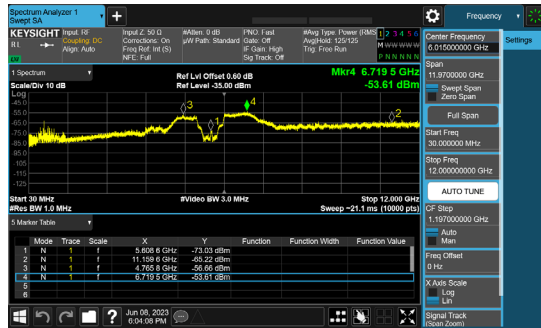 Spectrum Analyzer 1
Swept SA
Frequency
KEYSIGHT
Input: RF
Input Z: 50 Ω
#Atten: 0 dB
PNO: Fast
#Avg Type: Power (RMS
1 2 3 4 5 6
R L
Coupling: DC
Corrections: On
µW Path: Standard
Gate: Off
Avg|Hold: 125/125
M W W W W W
Align: Auto
Freq Ref: Int (S)
IF Gain: High
Trig: Free Run
P N N N N N
NFE: Full
Sig Track: Off
1 Spectrum
Ref Lvl Offset 0.60 dB
Mkr4 6.719 5 GHz
Scale/Div 10 dB
Ref Level -35.00 dBm
-53.61 dBm
Log
-45.0
-55.0
-65.0
-75.0
-85.0
-95.0
-105
-115
-125
3
4
1
2
Start 30 MHz
#Video BW 3.0 MHz
Stop 12.000 GHz
#Res BW 1.0 MHz
Sweep ~21.1 ms (10000 pts)
5 Marker Table
Mode Trace Scale X Y Function Function Width Function Value
1 N 1 f 5.608 6 GHz -73.03 dBm
2 N 1 f 11.159 6 GHz -65.22 dBm
3 N 1 f 4.765 8 GHz -56.66 dBm
4 N 1 f 6.719 5 GHz -53.61 dBm
5
6
Jun 08, 2023
6:04:08 PM
Center Frequency
6.015000000 GHz
Settings
Span
11.9700000 GHz
Swept Span
Zero Span
Full Span
Start Freq
30.000000 MHz
Stop Freq
12.000000000 GHz
AUTO TUNE
CF Step
1.197000000 GHz
Auto
Man
Freq Offset
0 Hz
X Axis Scale
Log
Lin
Signal Track
(Span Zoom)